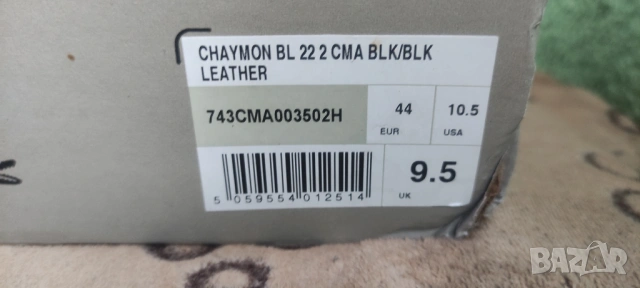 CHAYMON BL 22 2 CMA BLK/BLK
LEATHER
743CMA003502H
44
EUR
10.5
USA
5 059554 012514
9.5
UK
BAZAR